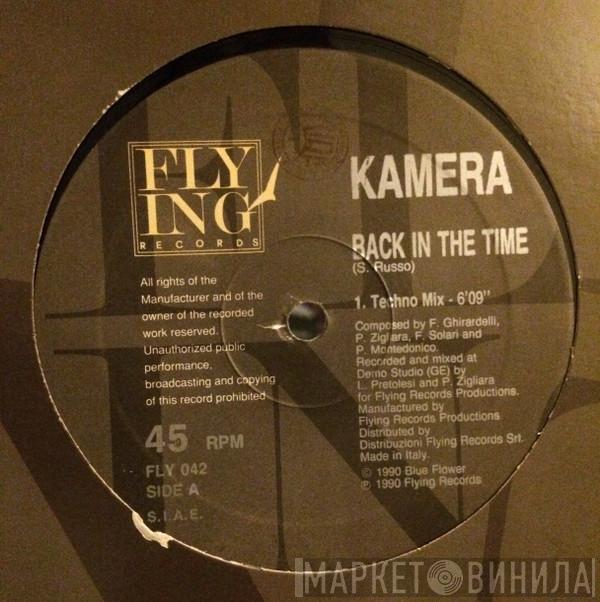 FLY
ING
RECORDS
All rights of the
Manufacturer and of the
owner of the recorded
work reserved.
Unauthorized public
performance,
broadcasting and copying
of this record prohibited
45 RPM
FLY 042
SIDE A
S.I.A.E.
KAMERA
BACK IN THE TIME
(S. Russo)
1. Techno Mix - 6'09"
Composed by F. Ghirardelli,
P. Zigliara, F. Solari and
P. Montedonico.
Recorded and mixed at
Demo Studio (GE) by
L. Pretolesi and P. Zigliara
for Flying Records Productions.
Manufactured by
Flying Records Productions
Distributed by
Distribuzioni Flying Records Srl.
Made in Italy.
© 1990 Blue Flower
℗ 1990 Flying Records
МАРКЕТ ВИНИЛА